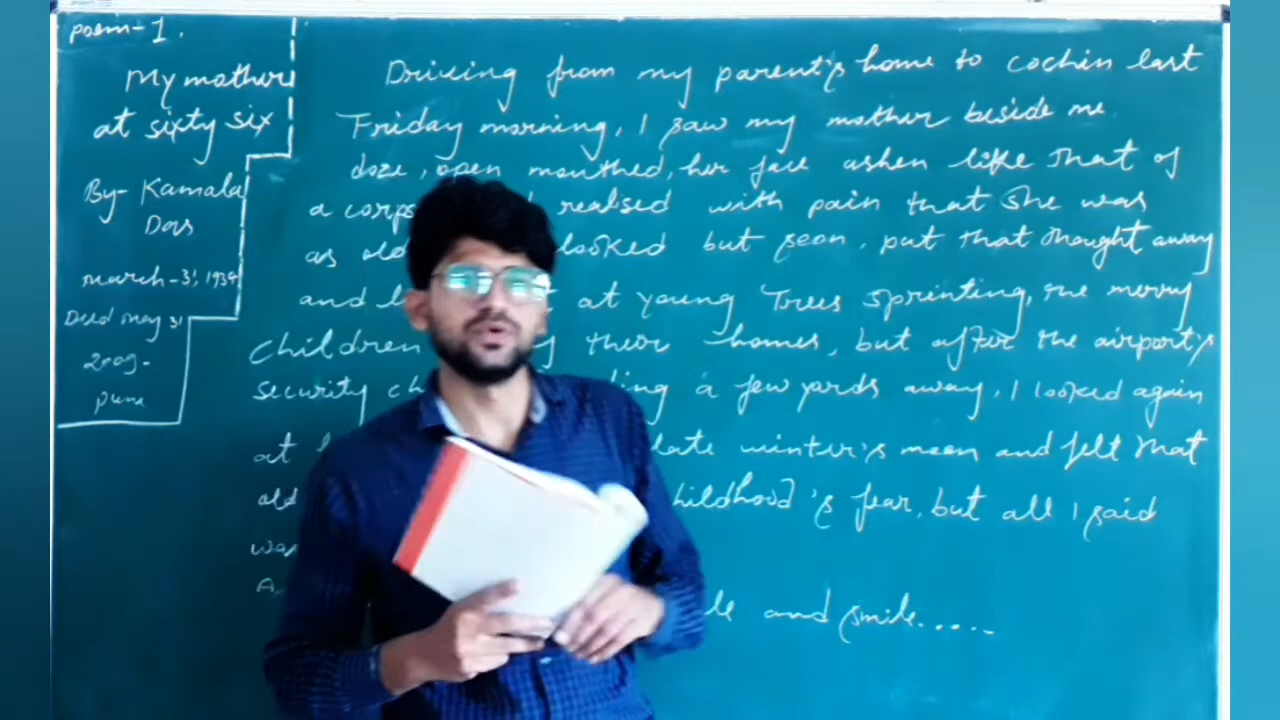 poem-1.
My mother
at sixty six
By- Kamala
Das
march-31, 1934
Died may 31
2009-
pune
Driving from my parent's home to cochin last
Friday morning, I saw my mother beside me
doze, open mouthed, her face ashen like that of
a corps realised with pain that she was
as old looked but soon, put that thought away
and at young Trees sprinting, the merry
children their homes, but after the airport's
security a few yards away, I looked again
at late winter's moon and felt that
old childhood's fear, but all I said
was
and smile.....